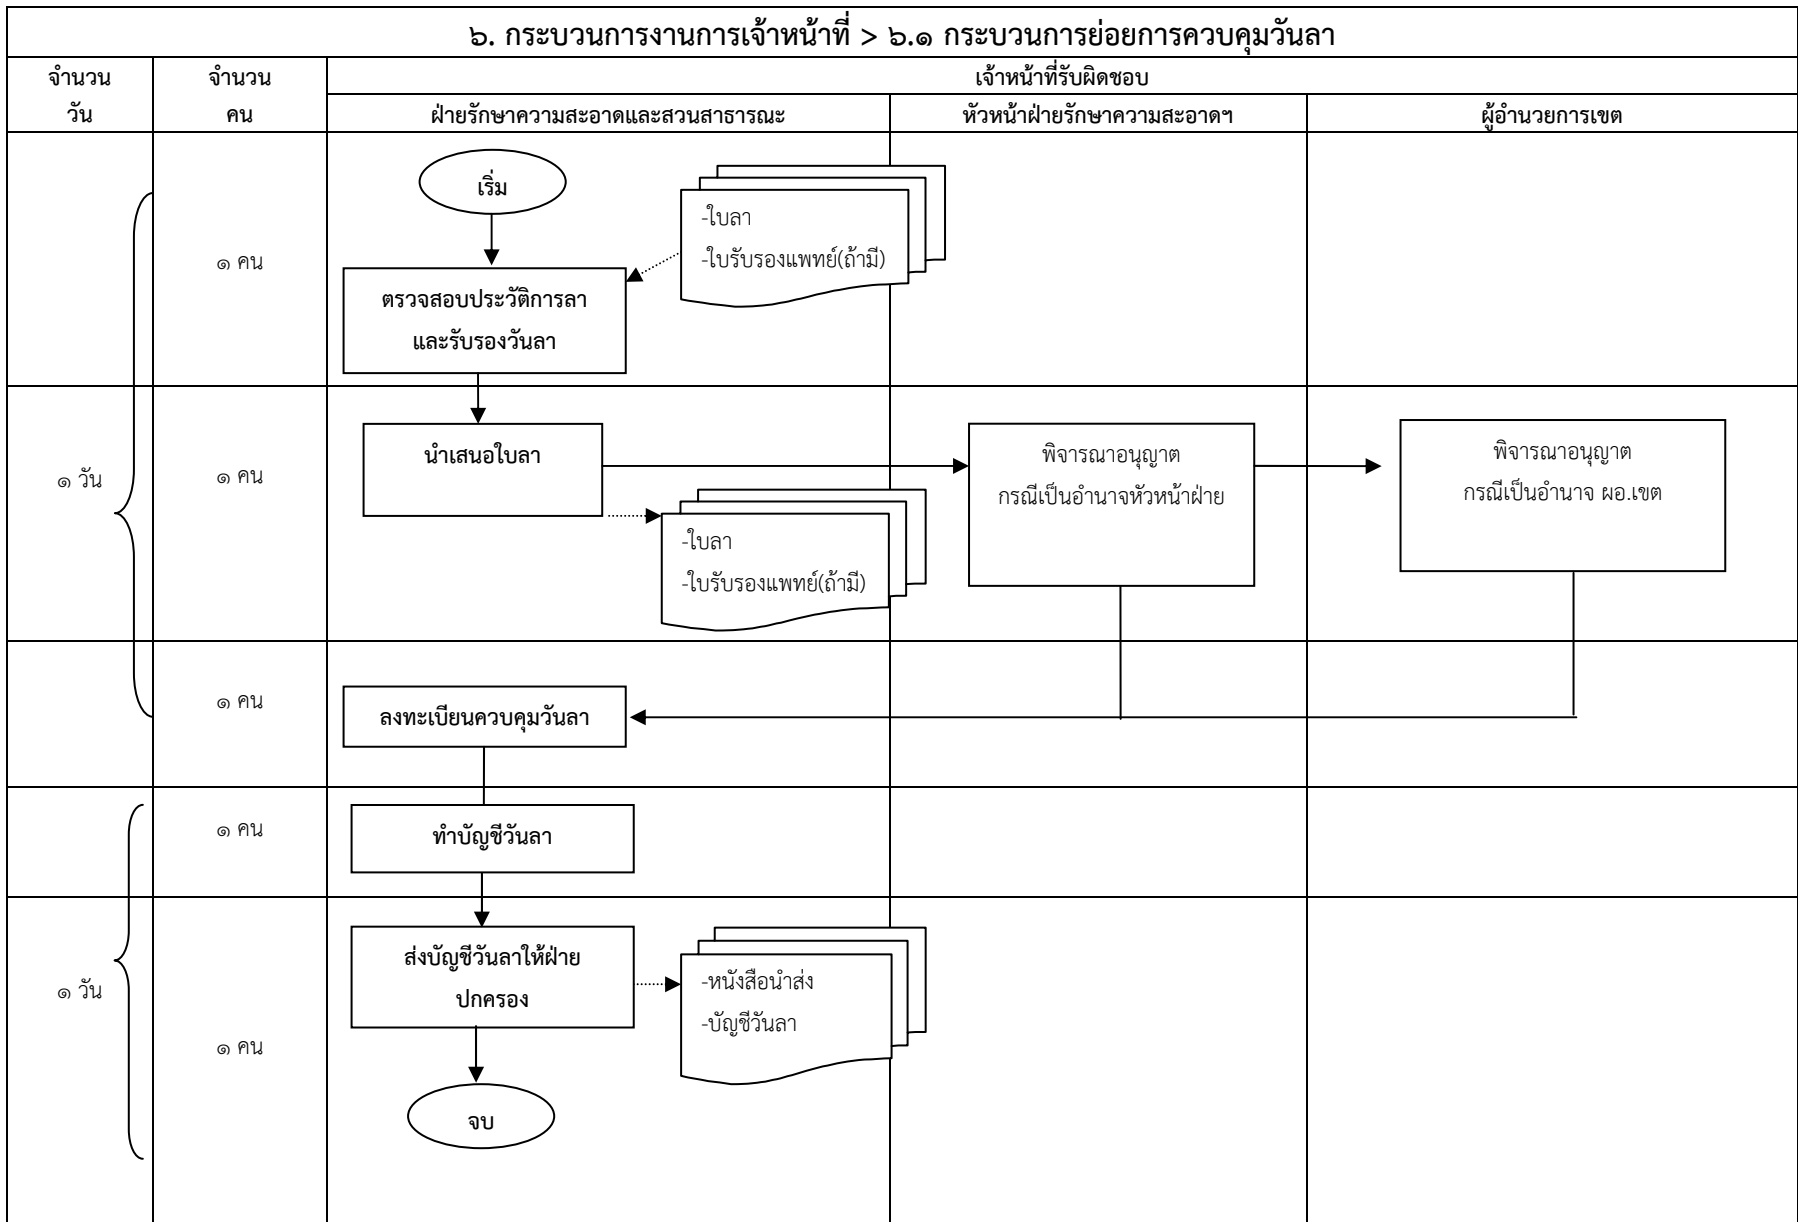 ๖. กระบวนการงานการเจ้าหน้าที่ > ๖.๑ กระบวนการย่อยการควบคุมวันลา
จำนวน
วัน
จำนวน
คน
เจ้าหน้าที่รับผิดชอบ
ฝ่ายรักษาความสะอาดและสวนสาธารณะ
หัวหน้าฝ่ายรักษาความสะอาดฯ
ผู้อำนวยการเขต
เริ่ม
-ใบลา
-ใบรับรองแพทย์(ถ้ามี)
๑ คน
ตรวจสอบประวัติการลา
และรับรองวันลา
๑ วัน
๑ คน
นำเสนอใบลา
พิจารณาอนุญาต
กรณีเป็นอำนาจหัวหน้าฝ่าย
พิจารณาอนุญาต
กรณีเป็นอำนาจ ผอ.เขต
-ใบลา
-ใบรับรองแพทย์(ถ้ามี)
๑ คน
ลงทะเบียนควบคุมวันลา
๑ คน
ทำบัญชีวันลา
๑ วัน
๑ คน
ส่งบัญชีวันลาให้ฝ่าย
ปกครอง
-หนังสือนำส่ง
-บัญชีวันลา
จบ